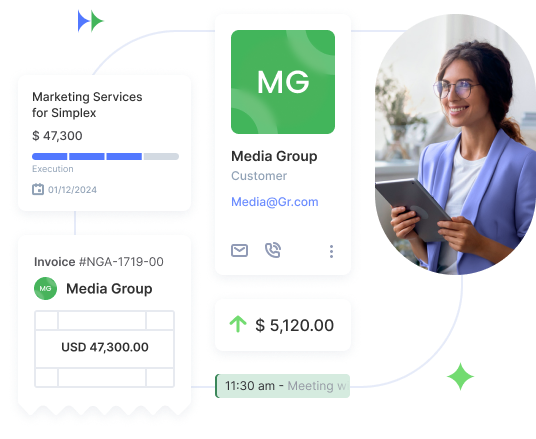 Marketing Services
for Simplex
$ 47,300
Execution
01/12/2024
Invoice #NGA-1719-00
MG
Media Group
USD 47,300.00
MG
Media Group
Customer
Media@Gr.com
$ 5,120.00
11:30 am - Meeting w